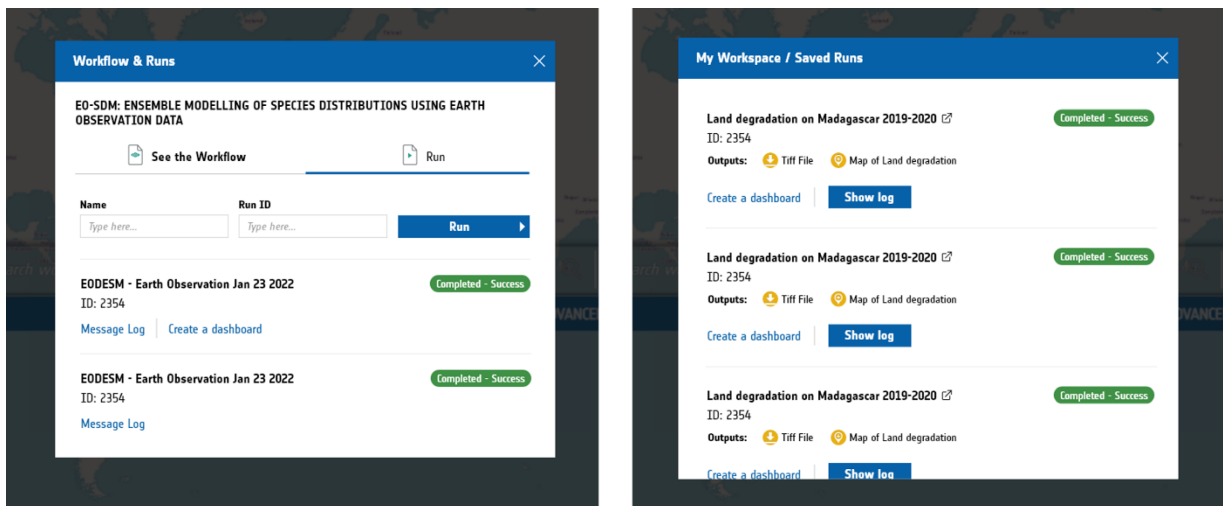 Workflow & Runs
EO-SDM: ENSEMBLE MODELLING OF SPECIES DISTRIBUTIONS USING EARTH
OBSERVATION DATA
See the Workflow
Run
Name
Run ID
Type here...
Type here...
Run
EODESM - Earth Observation Jan 23 2022
Completed - Success
ID: 2354
Message Log
Create a dashboard
EODESM - Earth Observation Jan 23 2022
Completed - Success
ID: 2354
Message Log
VANCE
My Workspace / Saved Runs
Land degradation on Madagascar 2019-2020
Completed - Success
ID: 2354
Outputs: Tiff File Map of Land degradation
Create a dashboard
Show log
Land degradation on Madagascar 2019-2020
Completed - Success
ID: 2354
Outputs: Tiff File Map of Land degradation
Create a dashboard
Show log
Land degradation on Madagascar 2019-2020
Completed - Success
ID: 2354
Outputs: Tiff File Map of Land degradation
Create a dashboard
Show log
DVANCE